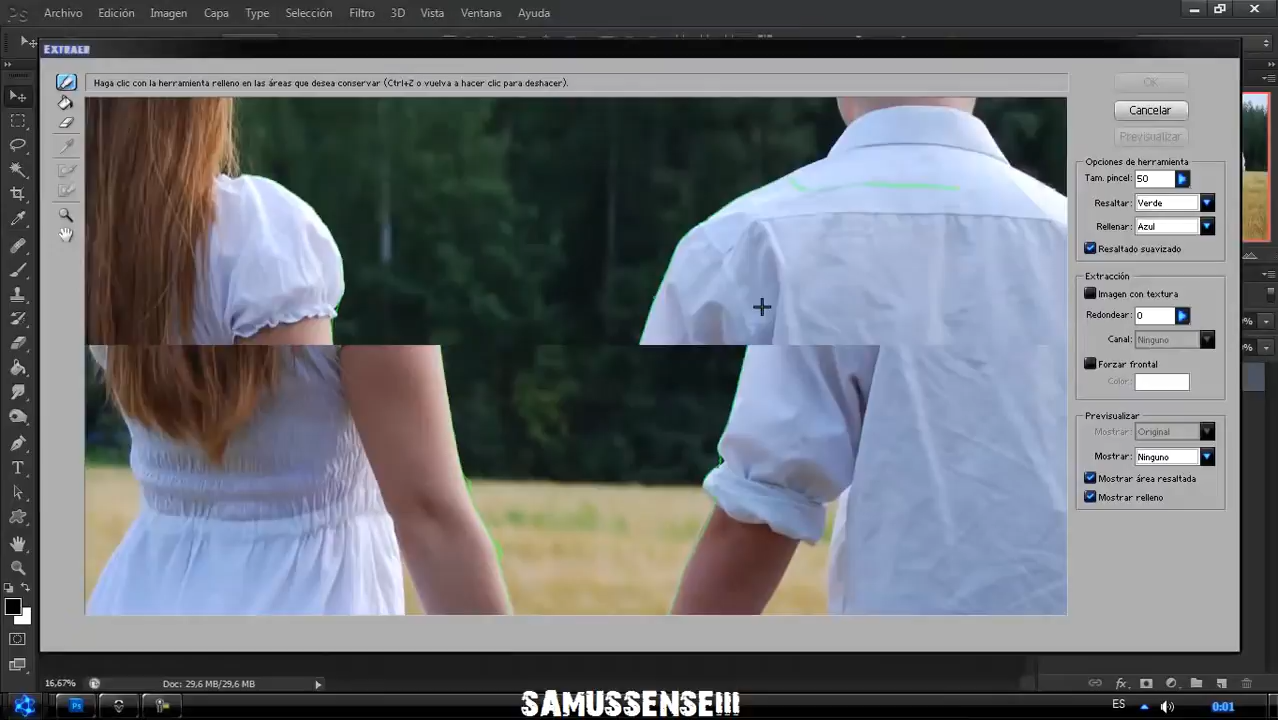 Ps Archivo Edición Imagen Capa Type Selección Filtro 3D Vista Ventana Ayuda
Extraer
Haga clic con la herramienta relleno en las áreas que desea conservar (Ctrl+Z o vuelva a hacer clic para deshacer).
OK
Cancelar
Previsualizar
Opciones de herramienta
Tam. pincel: 50
Resaltar: Verde
Rellenar: Azul
Resaltado suavizado
Extracción
Imagen con textura
Redondear: 0
Canal: Ninguno
Forzar frontal
Color:
Previsualizar
Mostrar: Original
Mostrar: Ninguno
Mostrar área resaltada
Mostrar relleno
T
16,67% Doc: 29,6 MB/29,6 MB
fx
Ps
SAMUSSENSE!!!
ES
0:01